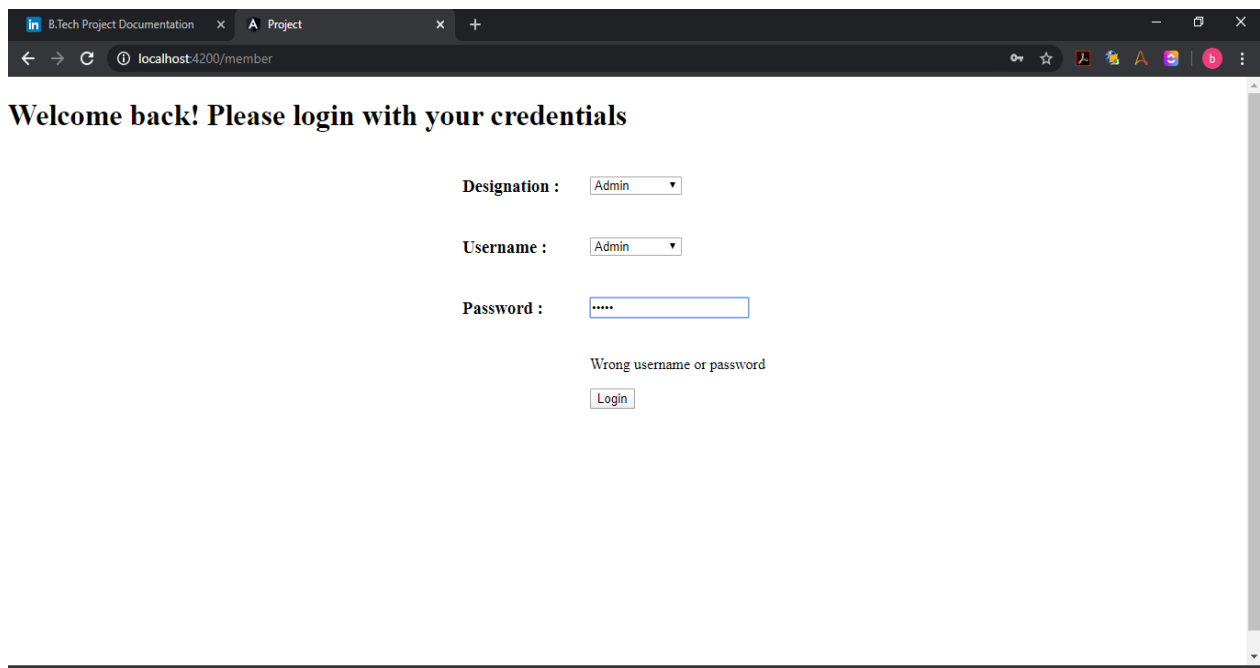 B.Tech Project Documentation
Project
localhost:4200/member
b
Welcome back! Please login with your credentials
Designation : Admin
Username : Admin
Password : •••••
Wrong username or password
Login